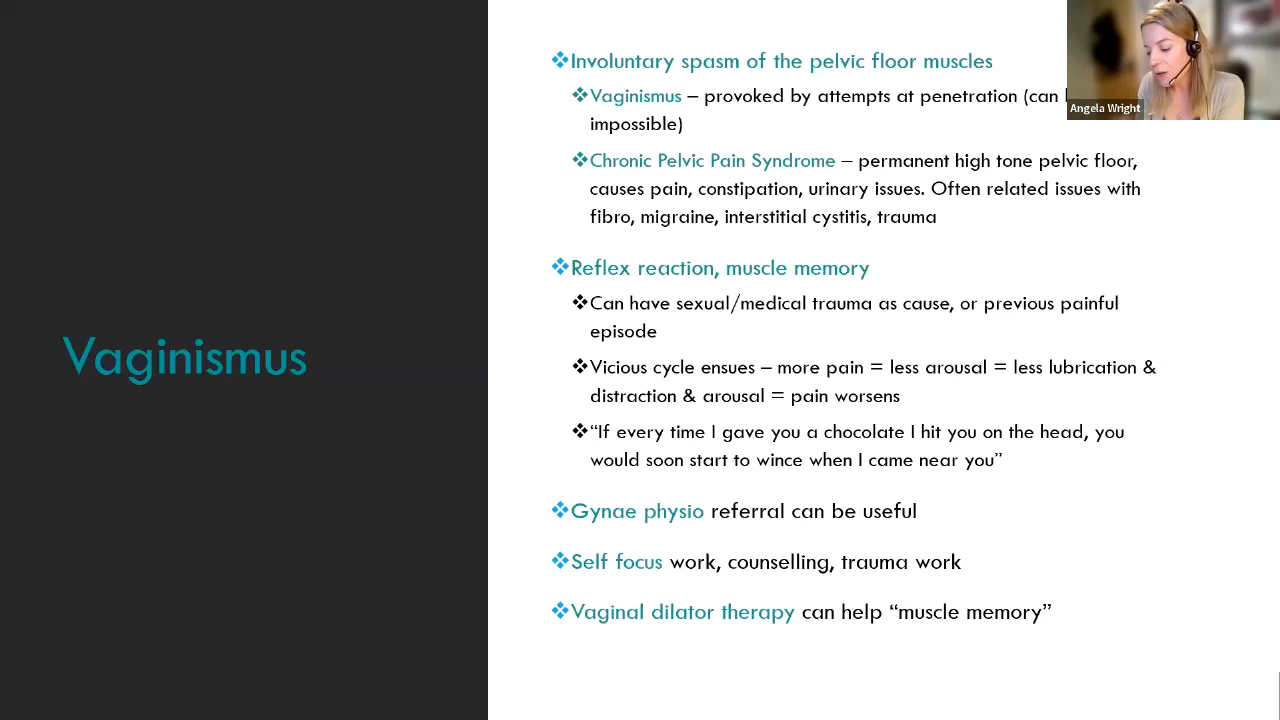 Vaginismus
❖Involuntary spasm of the pelvic floor muscles
❖Vaginismus – provoked by attempts at penetration (can
impossible)
❖Chronic Pelvic Pain Syndrome – permanent high tone pelvic floor,
causes pain, constipation, urinary issues. Often related issues with
fibro, migraine, interstitial cystitis, trauma
❖Reflex reaction, muscle memory
❖Can have sexual/medical trauma as cause, or previous painful
episode
❖Vicious cycle ensues – more pain = less arousal = less lubrication &
distraction & arousal = pain worsens
❖“If every time I gave you a chocolate I hit you on the head, you
would soon start to wince when I came near you”
❖Gynae physio referral can be useful
❖Self focus work, counselling, trauma work
❖Vaginal dilator therapy can help “muscle memory”
Angela Wright